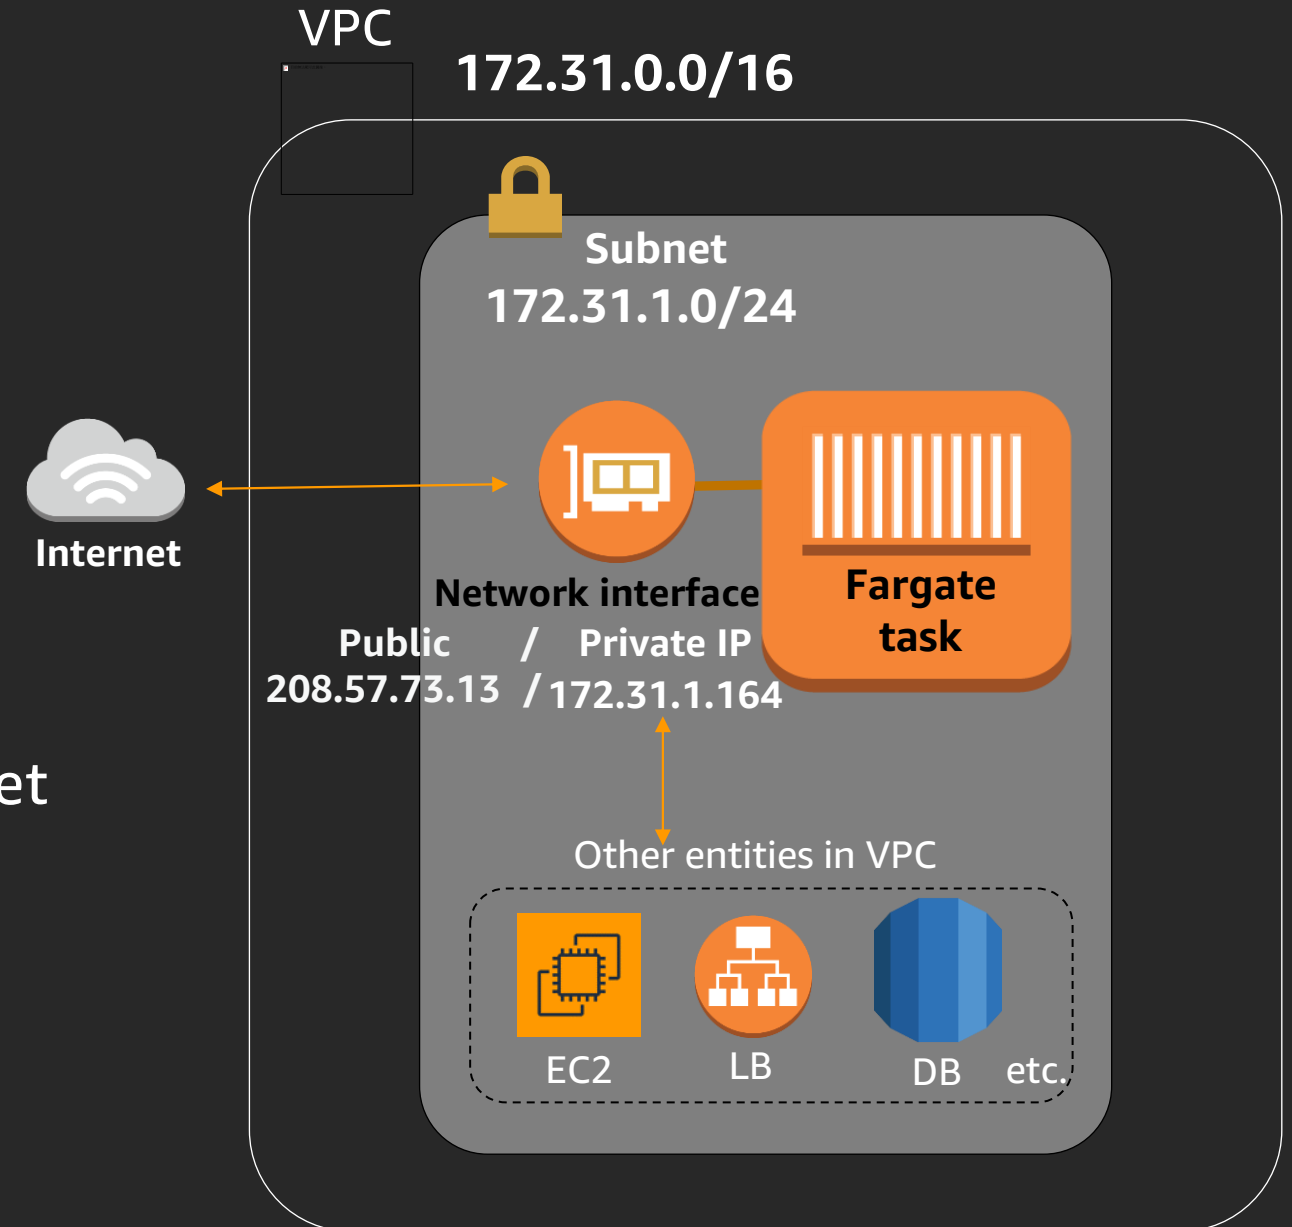 VPC
172.31.0.0/16
Subnet
172.31.1.0/24
Internet
Network interface
Fargate
task
Public / Private IP
208.57.73.13 / 172.31.1.164
et
Other entities in VPC
EC2
LB
DB
etc.